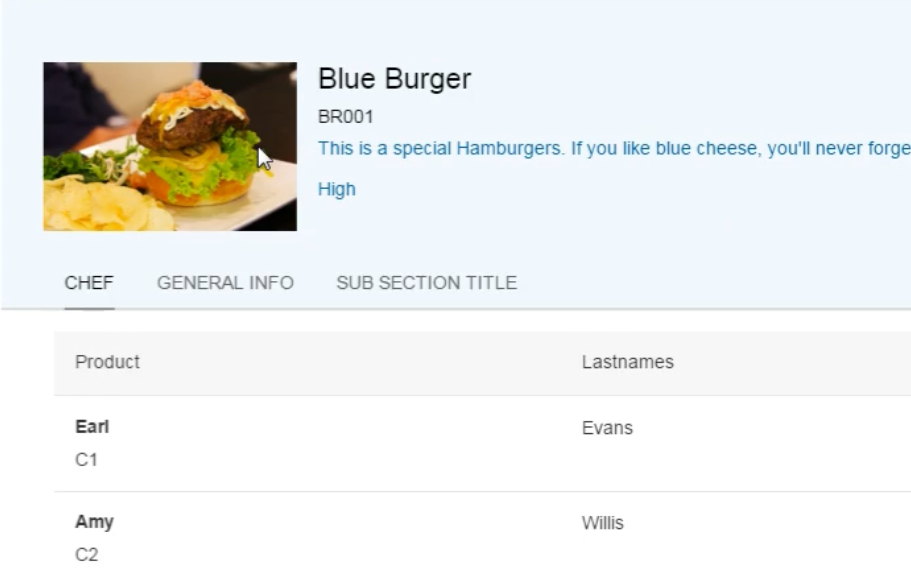 Blue Burger
BR001
This is a special Hamburgers. If you like blue cheese, you'll never forge
High
CHEF GENERAL INFO SUB SECTION TITLE
Product Lastnames
Earl Evans
C1
Amy Willis
C2